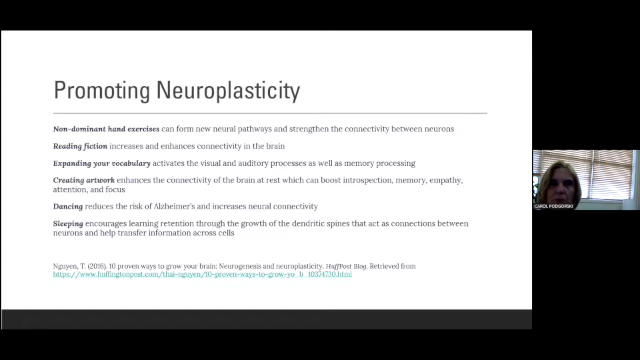 Promoting Neuroplasticity
Non-dominant hand exercises can form new neural pathways and strengthen the connectivity between neurons
Reading fiction increases and enhances connectivity in the brain
Expanding your vocabulary activates the visual and auditory processes as well as memory processing
Creating artwork enhances the connectivity of the brain at rest which can boost introspection, memory, empathy,
attention, and focus
Dancing reduces the risk of Alzheimer's and increases neural connectivity
Sleeping encourages learning retention through the growth of the dendritic spines that act as connections between
neurons and help transfer information across cells
Nguyen, T. (2016). 10 proven ways to grow your brain: Neurogenesis and neuroplasticity. HuffPost Blog. Retrieved from
https://www.huffingtonpost.com/thai-nguyen/10-proven-ways-to-grow-yo_b_10374730.html
CAROL PODGORSKI